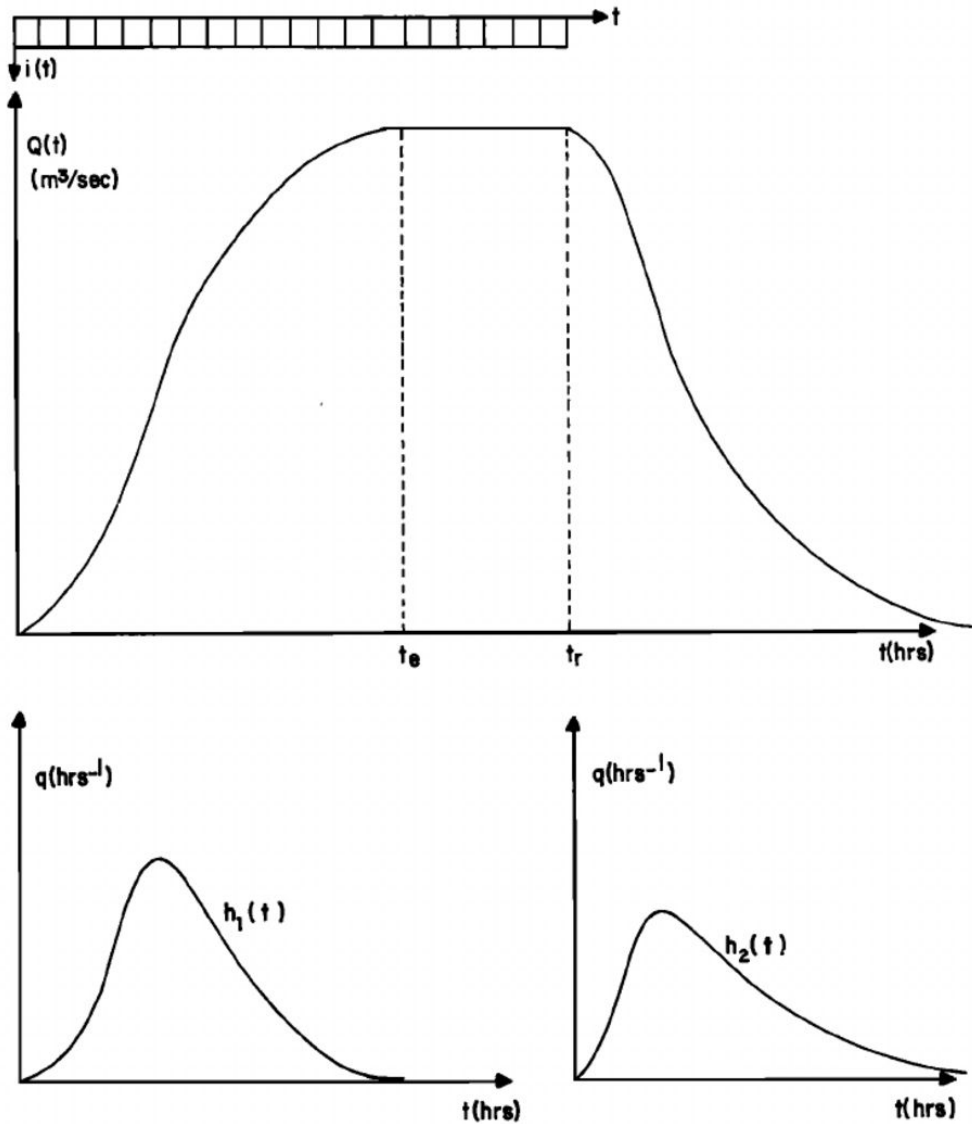 t
i(t)
Q(t)
(m³/sec)
te
tr
t(hrs)
q(hrs⁻¹)
h₁(t)
t(hrs)
q(hrs⁻¹)
h₂(t)
t(hrs)